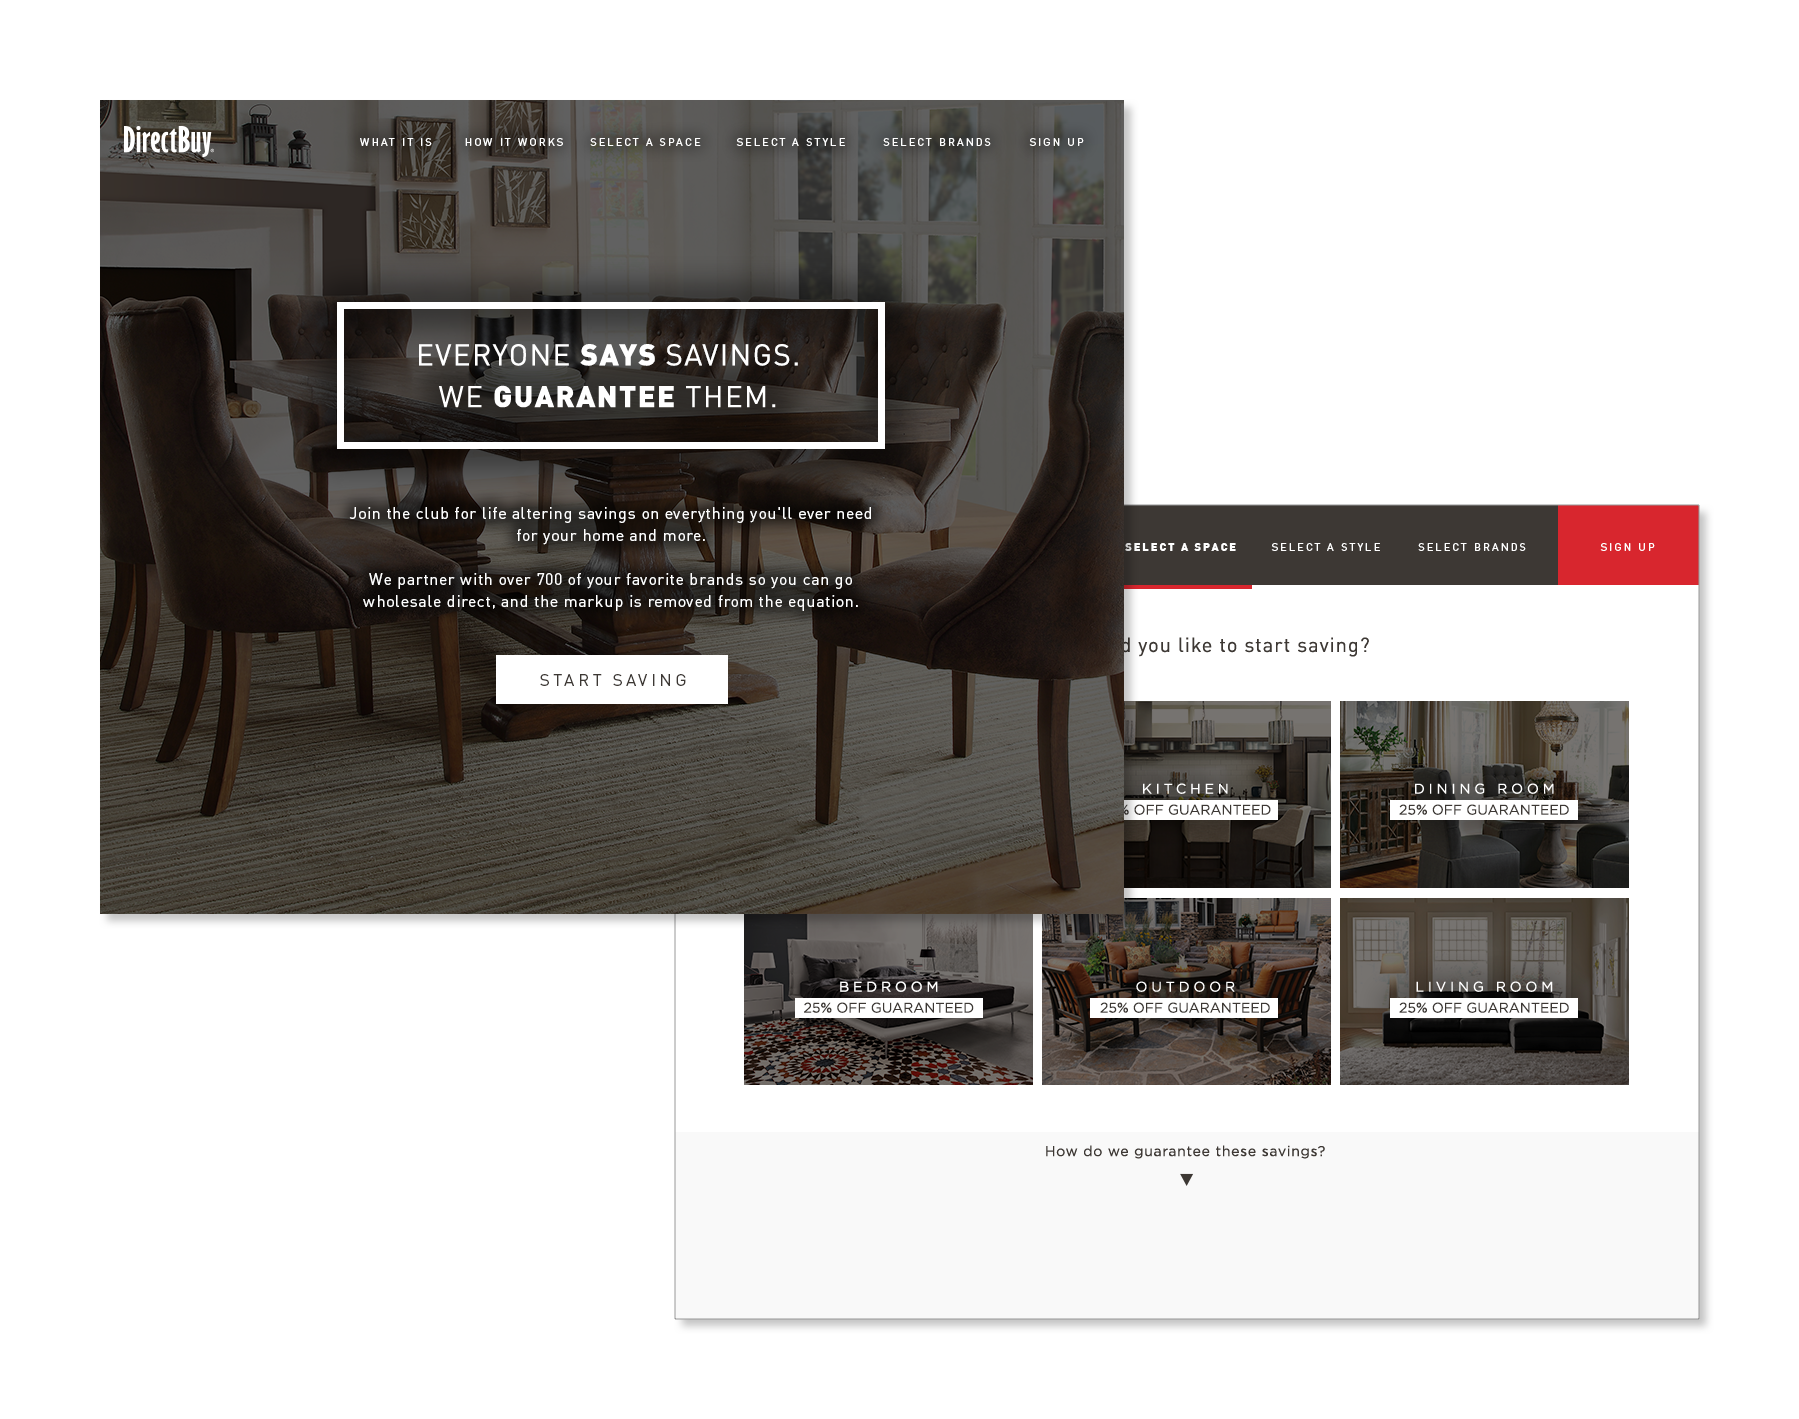 DirectBuy
WHAT IT IS
HOW IT WORKS
SELECT A SPACE
SELECT A STYLE
SELECT BRANDS
SIGN UP
EVERYONE SAYS SAVINGS.
WE GUARANTEE THEM.
Join the club for life altering savings on everything you'll ever need
for your home and more.
We partner with over 700 of your favorite brands so you can go
wholesale direct, and the markup is removed from the equation.
START SAVING
SELECT A SPACE
SELECT A STYLE
SELECT BRANDS
SIGN UP
you like to start saving?
KITCHEN
% OFF GUARANTEED
DINING ROOM
25% OFF GUARANTEED
BEDROOM
25% OFF GUARANTEED
OUTDOOR
25% OFF GUARANTEED
LIVING ROOM
25% OFF GUARANTEED
How do we guarantee these savings?